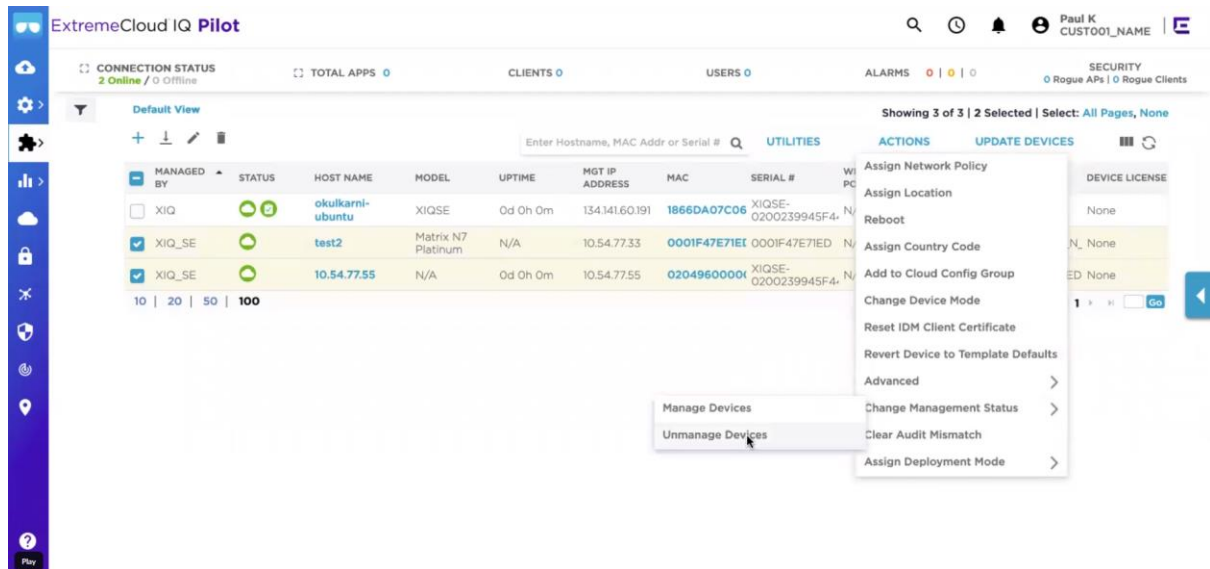 ExtremeCloud IQ Pilot
Paul K
CUST001_NAME
CONNECTION STATUS
2 Online / 0 Offline
TOTAL APPS 0
CLIENTS 0
USERS 0
ALARMS 0 | 0 | 0
SECURITY
0 Rogue APs | 0 Rogue Clients
Default View
Showing 3 of 3 | 2 Selected | Select: All Pages, None
Enter Hostname, MAC Addr or Serial #
UTILITIES
ACTIONS
UPDATE DEVICES
MANAGED BY
STATUS
HOST NAME
MODEL
UPTIME
MGT IP ADDRESS
MAC
SERIAL #
DEVICE LICENSE
XIQ
okulkarni-
ubuntu
XIQSE
0d 0h 0m
134.141.60.191
1866DA07C06
XIQSE-
0200239945F4
None
XIQ_SE
test2
Matrix N7
Platinum
N/A
10.54.77.33
0001F47E71E
0001F47E71ED
None
XIQ_SE
10.54.77.55
N/A
0d 0h 0m
10.54.77.55
0204960000
XIQSE-
0200239945F4
None
10 | 20 | 50 | 100
1
Go
Assign Network Policy
Assign Location
Reboot
Assign Country Code
Add to Cloud Config Group
Change Device Mode
Reset IDM Client Certificate
Revert Device to Template Defaults
Advanced
Change Management Status
Clear Audit Mismatch
Assign Deployment Mode
Manage Devices
Unmanage Devices
Play